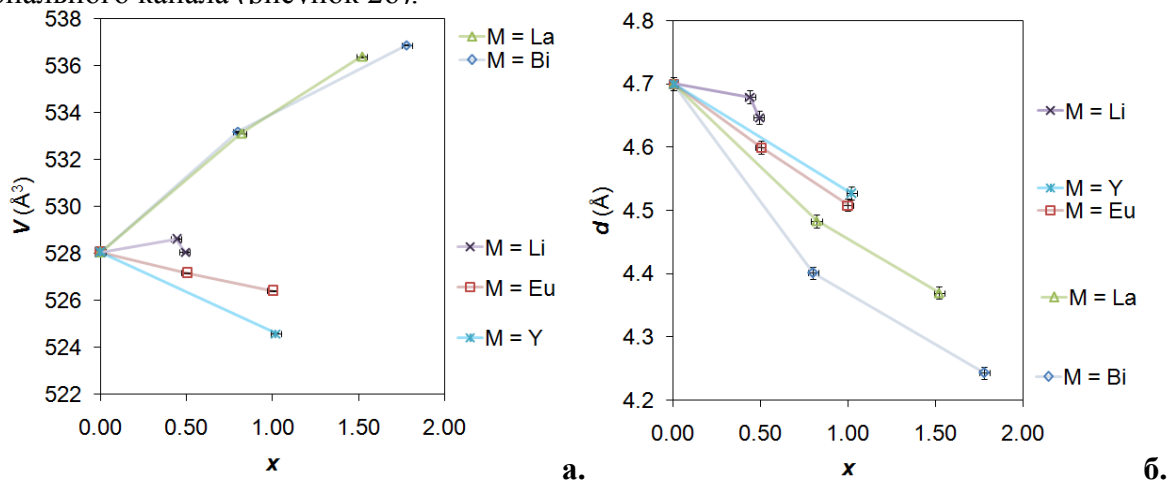 канала
538
536
534
532
530
528
526
524
522
V (Å³)
0.00 0.50 1.00 1.50 2.00
x
M = La
M = Bi
M = Li
M = Eu
M = Y
а.
4.8
4.7
4.6
4.5
4.4
4.3
4.2
d (Å)
0.00 0.50 1.00 1.50 2.00
x
M = Li
M = Y
M = Eu
M = La
M = Bi
б.